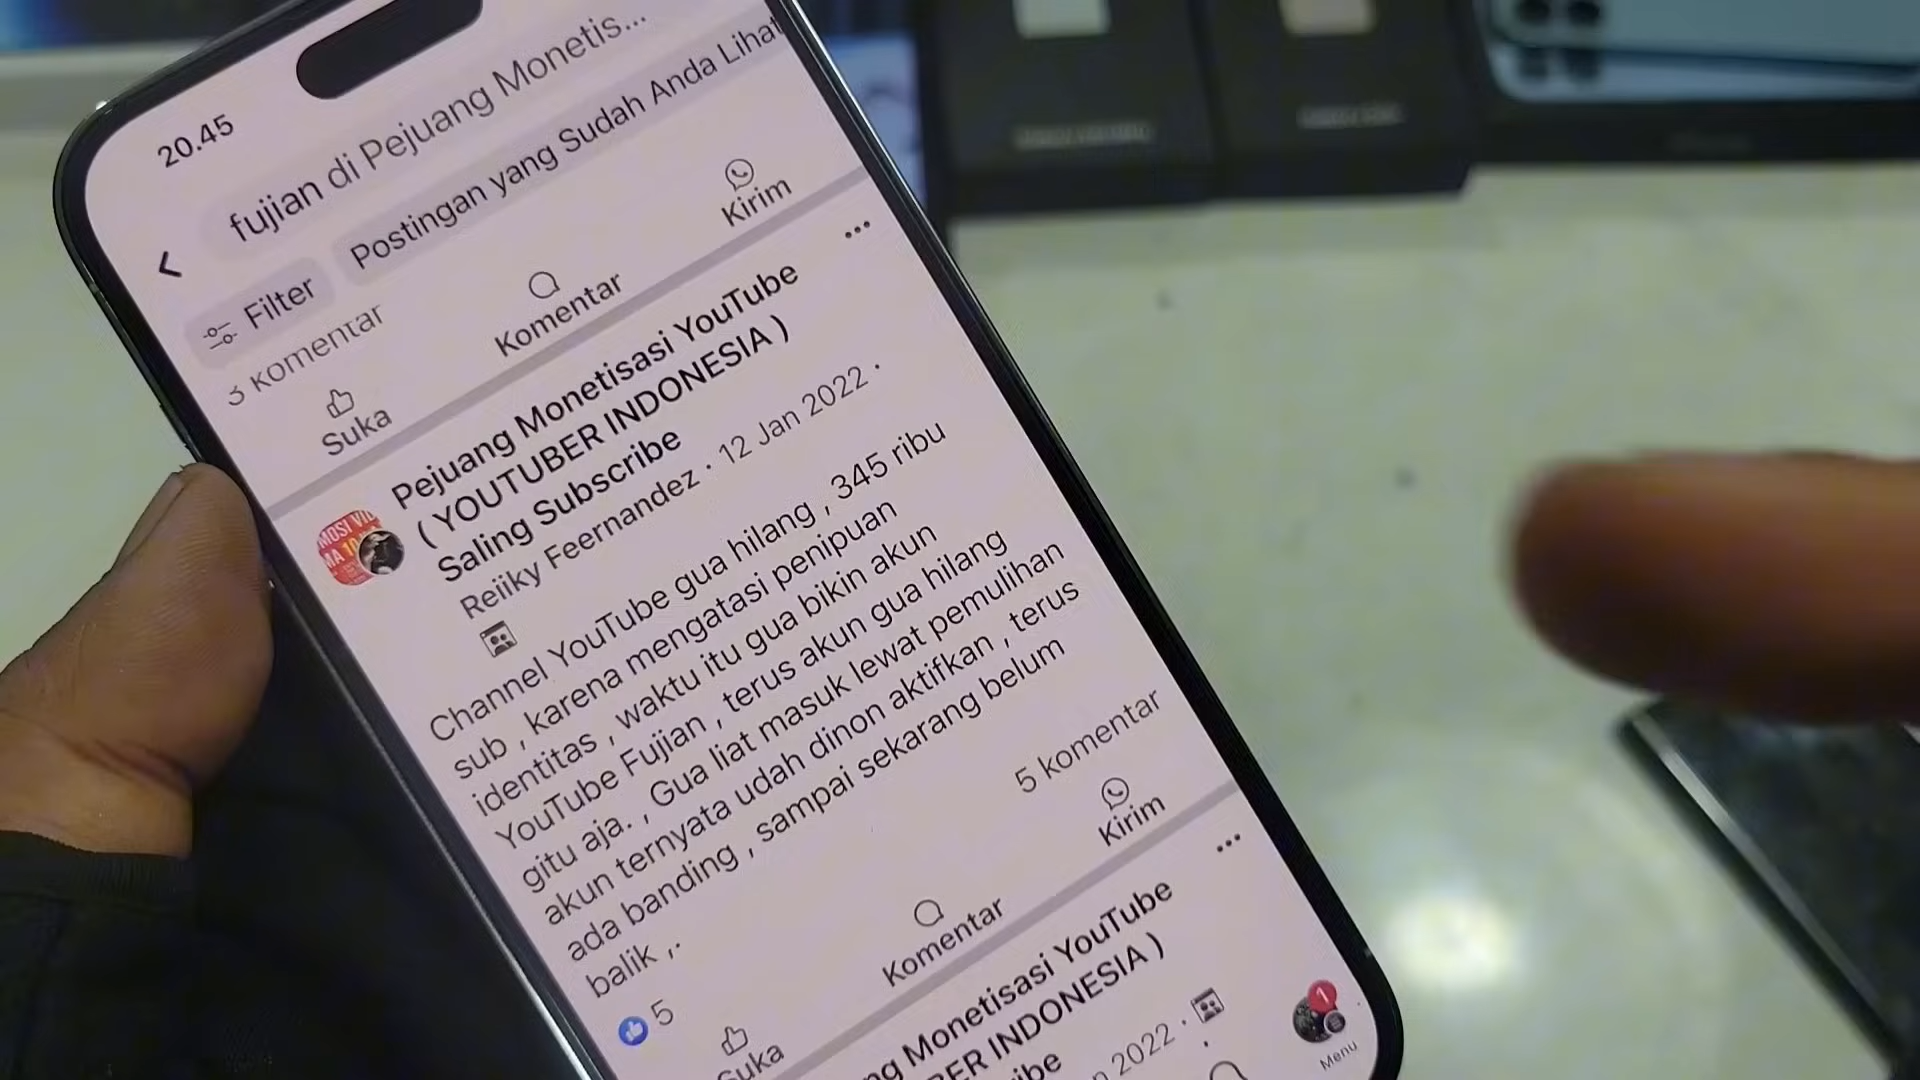 20.45
fujian di Pejuang Monetis...
Filter
Postingan yang Sudah Anda Lihat
3 komentar
Suka
Komentar
Kirim
Pejuang Monetisasi YouTube
( YOUTUBER INDONESIA )
Saling Subscribe
Reiiky Feernandez · 12 Jan 2022 ·
Channel YouTube gua hilang , 345 ribu
sub , karena mengatasi penipuan
identitas , waktu itu gua bikin akun
YouTube Fujian , terus akun gua hilang
gitu aja. , Gua liat masuk lewat pemulihan
akun ternyata udah dinon aktifkan , terus
ada banding , sampai sekarang belum
balik ,.
5
5 komentar
Suka
Komentar
Kirim
ng Monetisasi YouTube
BER INDONESIA )
ibe
n 2022 ·
1
Menu